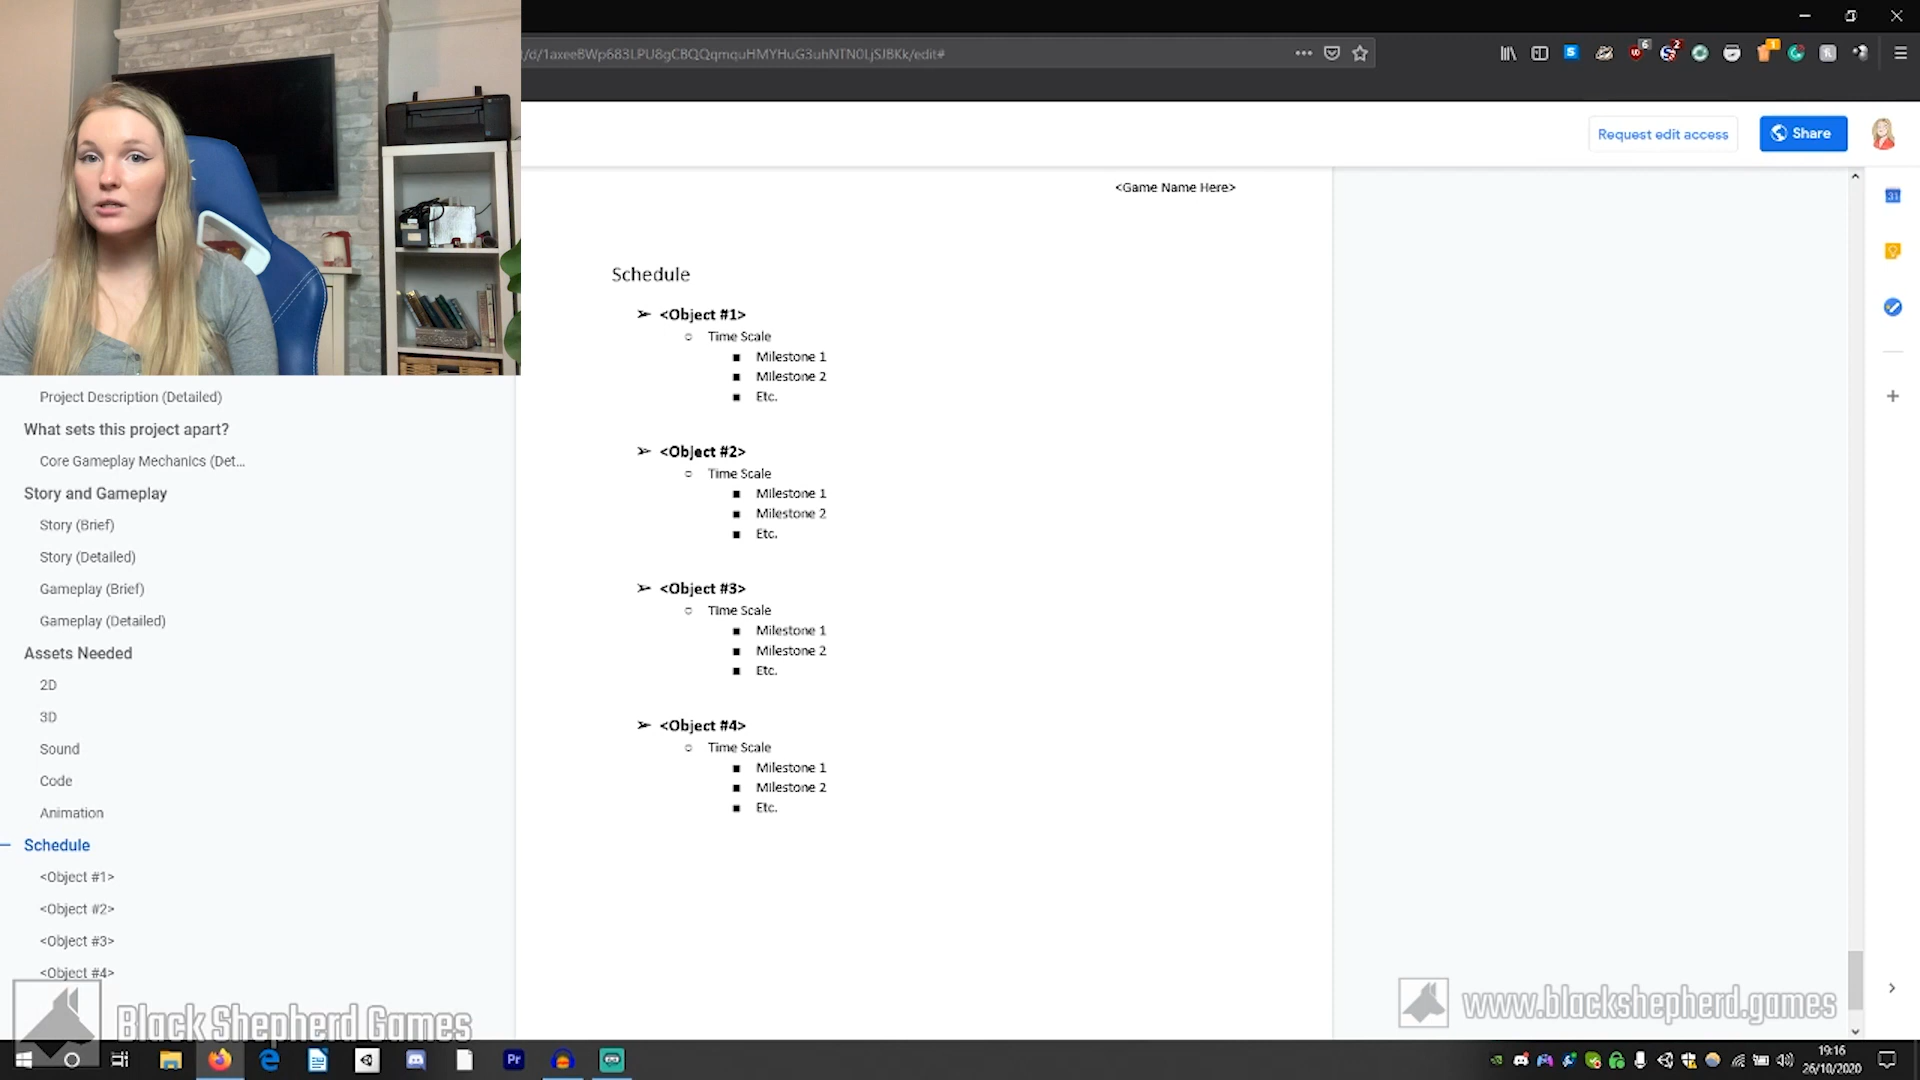 /d/1axee8Wp683LPU8gCBQQqmquHMYHuG3uhNTN0LjSJBKk/edit#
6
2
1
Request edit access
Share
<Game Name Here>
31
Schedule
➢ <Object #1>
○ Time Scale
■ Milestone 1
■ Milestone 2
■ Etc.
➢ <Object #2>
○ Time Scale
■ Milestone 1
■ Milestone 2
■ Etc.
➢ <Object #3>
○ Time Scale
■ Milestone 1
■ Milestone 2
■ Etc.
➢ <Object #4>
○ Time Scale
■ Milestone 1
■ Milestone 2
■ Etc.
Project Description (Detailed)
What sets this project apart?
Core Gameplay Mechanics (Det...
Story and Gameplay
Story (Brief)
Story (Detailed)
Gameplay (Brief)
Gameplay (Detailed)
Assets Needed
2D
3D
Sound
Code
Animation
Schedule
<Object #1>
<Object #2>
<Object #3>
<Object #4>
Black Shepherd Games
www.blackshepherd.games
Pr
19:16
26/10/2020